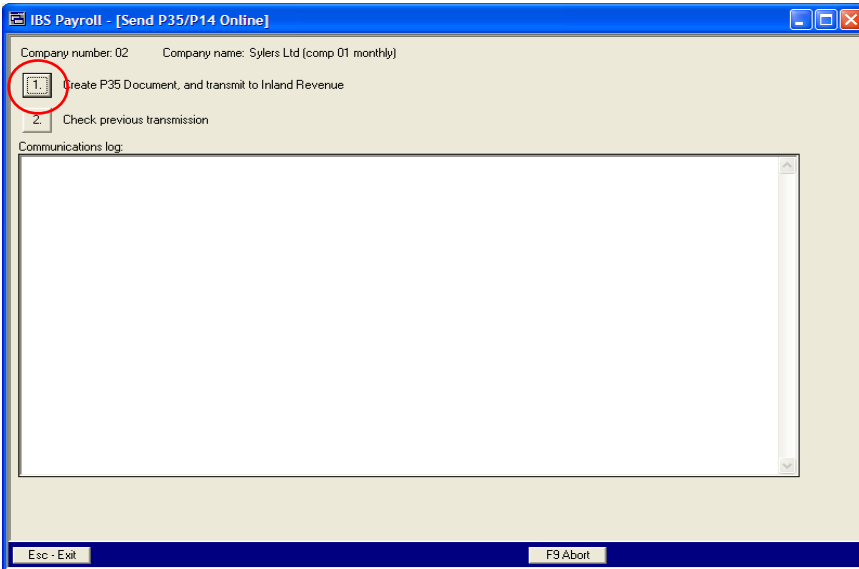 IBS Payroll - [Send P35/P14 Online]
Company number: 02 Company name: Sylers Ltd (comp 01 monthly)
1. Create P35 Document, and transmit to Inland Revenue
2. Check previous transmission
Communications log:
Esc - Exit F9 Abort